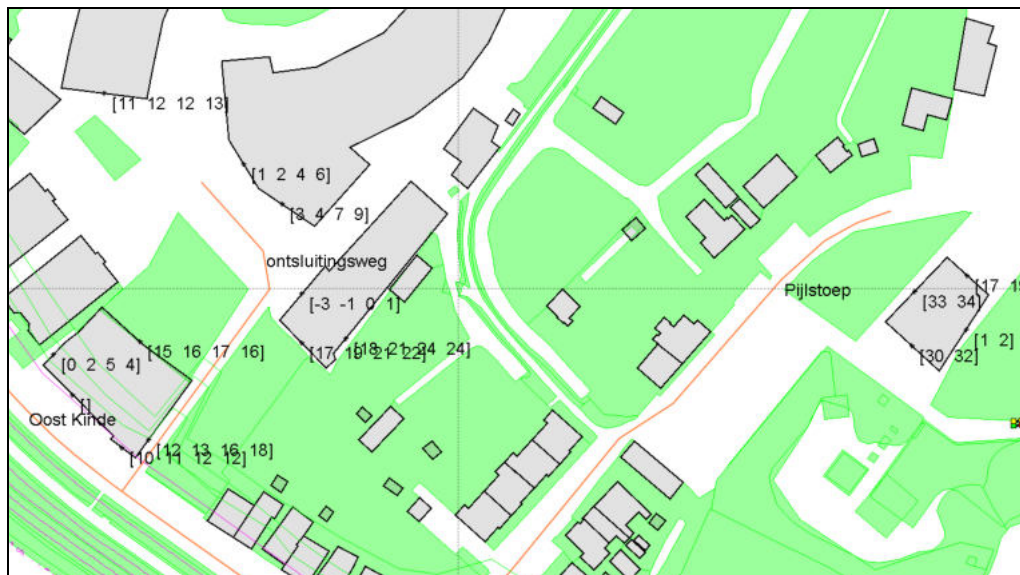 [11 12 12 13]
[1 2 4 6]
[3 4 7 9]
ontsluitingsweg
[-3 -1 0 1]
Pijlstoep
[33 34]
[17 19
[1 2]
[30 32]
[15 16 17 16]
[18 21 24 24]
[0 2 5 4]
[]
Oost Kinde
[12 13 16 18]
[10 11 12 12]